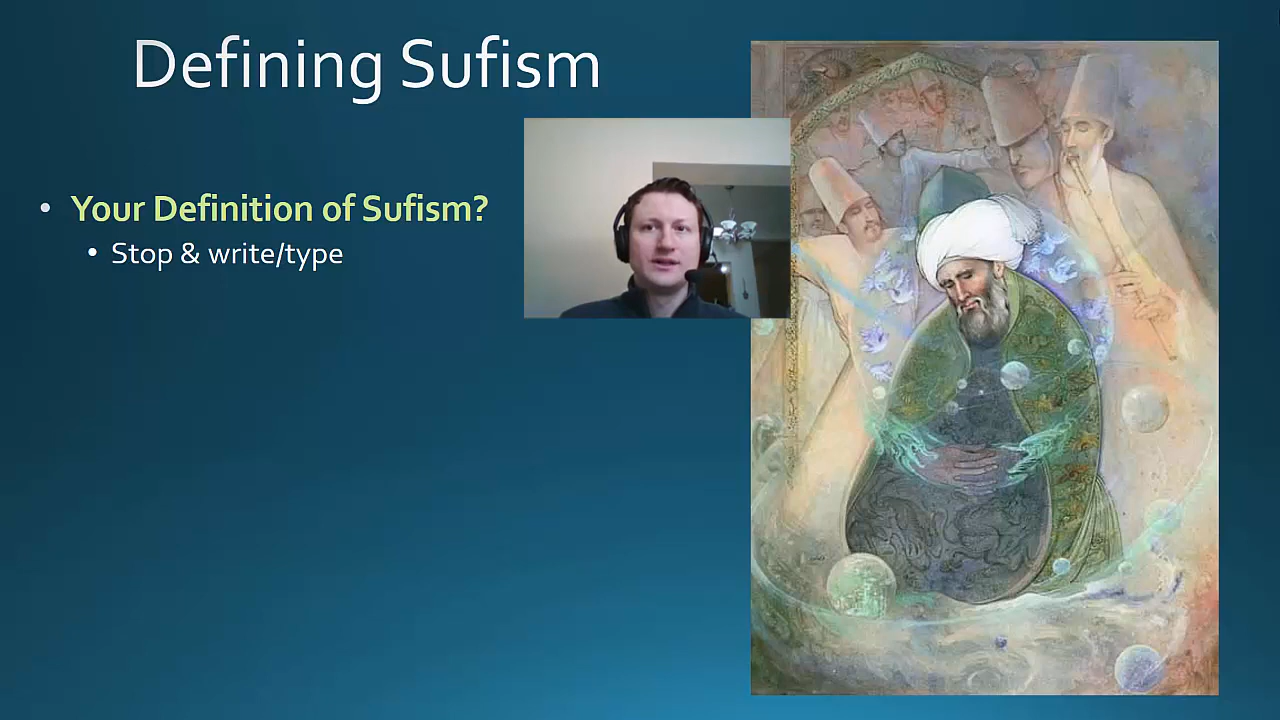 Defining Sufism
• Your Definition of Sufism?
• Stop & write/type